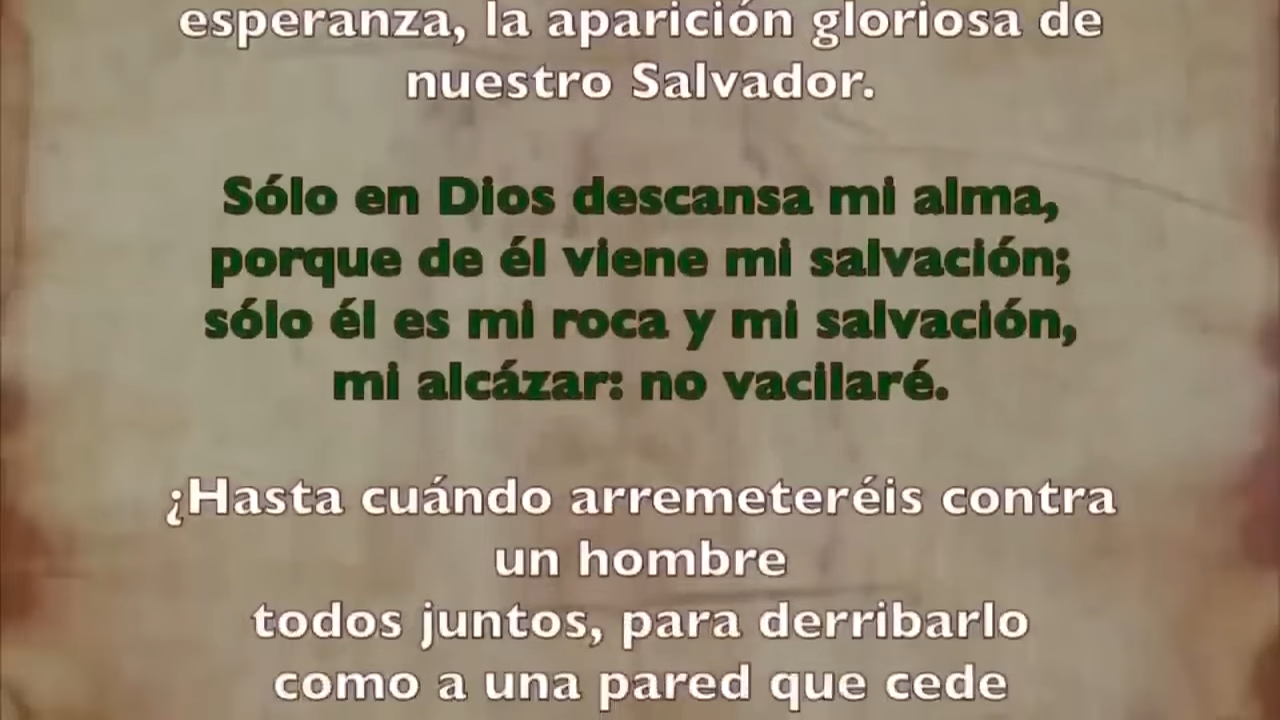 esperanza, la aparición gloriosa de
nuestro Salvador.
Sólo en Dios descansa mi alma,
porque de él viene mi salvación;
sólo él es mi roca y mi salvación,
mi alcázar: no vacilaré.
¿Hasta cuándo arremeteréis contra
un hombre
todos juntos, para derribarlo
como a una pared que cede